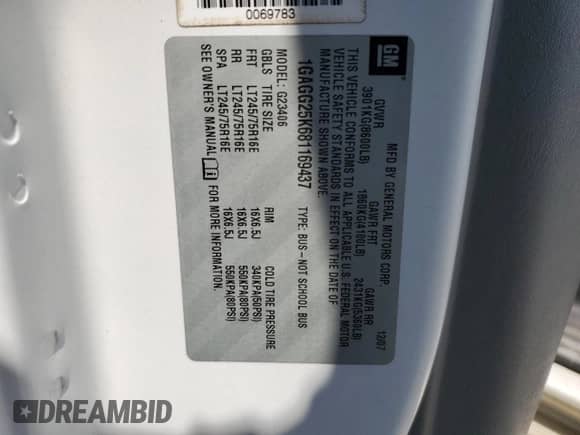 0069783
GM
MFD BY GENERAL MOTORS CORP. 12/07
GVWR GAWR FRT GAWR RR
3901KG(8600LB) 1860KG(4100LB) 2431KG(5360LB)
THIS VEHICLE CONFORMS TO ALL APPLICABLE U.S. FEDERAL MOTOR
VEHICLE SAFETY STANDARDS IN EFFECT ON THE DATE OF
MANUFACTURE SHOWN ABOVE.
1GAGG25K681169437 TYPE: BUS – NOT SCHOOL BUS
MODEL: G23406
GBLS TIRE SIZE RIM COLD TIRE PRESSURE
FRT LT245/75R16E 16X6.5J 340KPA(50PSI)
RR LT245/75R16E 16X6.5J 550KPA(80PSI)
SPA LT245/75R16E 16X6.5J 550KPA(80PSI)
SEE OWNER'S MANUAL FOR MORE INFORMATION.
DREAMBID